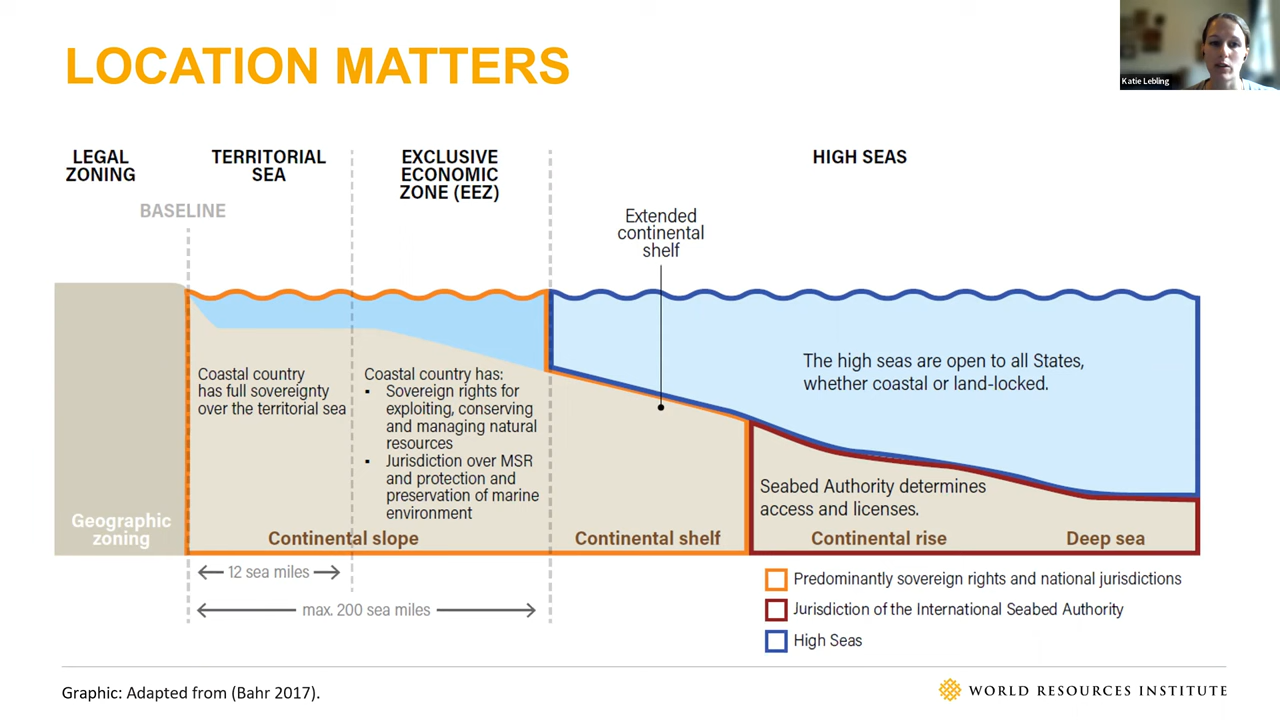 LOCATION MATTERS
Katie Lebling
LEGAL
ZONING
TERRITORIAL
SEA
EXCLUSIVE
ECONOMIC
ZONE (EEZ)
HIGH SEAS
BASELINE
Extended
continental
shelf
Coastal country
has full sovereignty
over the territorial sea
Coastal country has:
▪ Sovereign rights for
exploiting, conserving
and managing natural
resources
▪ Jurisdiction over MSR
and protection and
preservation of marine
environment
The high seas are open to all States,
whether coastal or land-locked.
Seabed Authority determines
access and licenses.
Geographic
zoning
Continental slope
Continental shelf
Continental rise
Deep sea
12 sea miles
max. 200 sea miles
Predominantly sovereign rights and national jurisdictions
Jurisdiction of the International Seabed Authority
High Seas
Graphic: Adapted from (Bahr 2017).
WORLD RESOURCES INSTITUTE